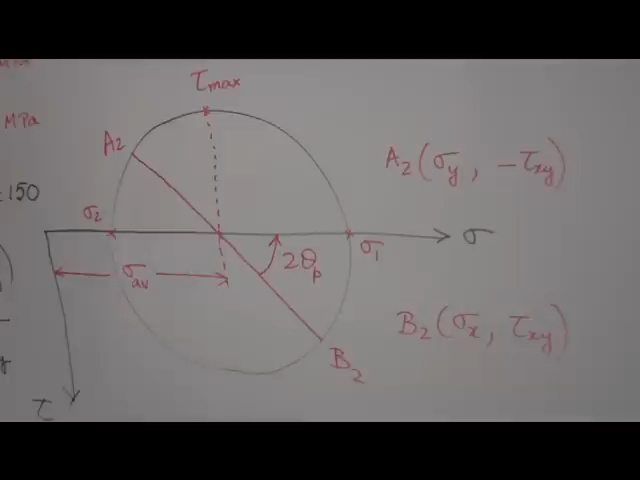 τmax
MPa
A2
A2(σy, -τxy)
150
σ2
σ1
σ
σav
2θp
B2(σx, τxy)
B2
τ